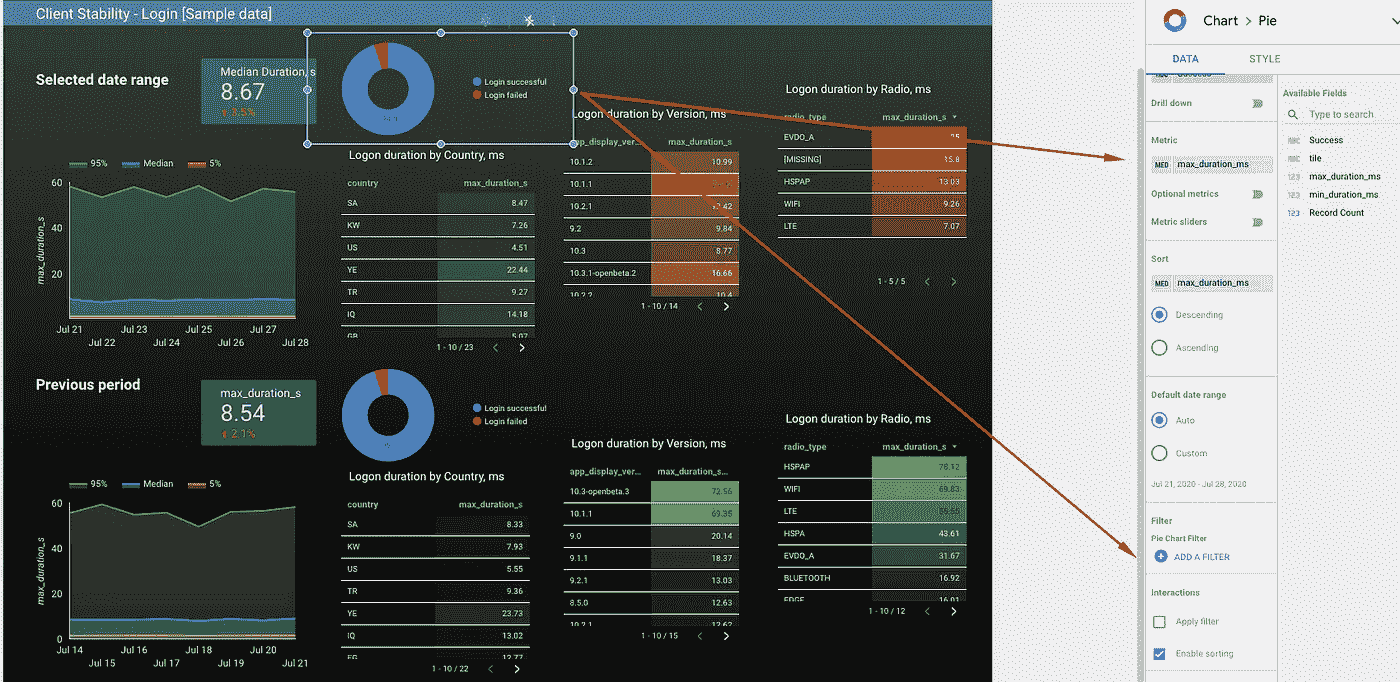 Client Stability - Login [Sample data]
Selected date range
Median Duration, s
8.67
3.5%
Login successful
Login failed
95% Median 5%
max_duration_s
60
40
20
Jul 21 Jul 23 Jul 25 Jul 27
Jul 22 Jul 24 Jul 26 Jul 28
Logon duration by Country, ms
country max_duration_s
SA 8.47
KW 7.26
US 4.51
YE 22.44
TR 9.27
IQ 14.18
GB 5.07
1 - 10 / 23
Logon duration by Version, ms
app_display_ver... max_duration_s
10.1.2 10.99
10.1.1
10.2.1
9.2 9.84
10.3 8.77
10.3.1-openbeta.2 16.66
10.2.2 10.4
1 - 10 / 14
Logon duration by Radio, ms
radio_type max_duration_s
EVDO_A
[MISSING] 15.8
HSPAP 13.03
WIFI 9.26
LTE 7.07
1 - 5 / 5
Previous period
max_duration_s
8.54
2.1%
Login successful
Login failed
95% Median 5%
max_duration_s
60
40
20
0
Jul 14 Jul 16 Jul 18 Jul 20
Jul 15 Jul 17 Jul 19 Jul 21
Logon duration by Country, ms
country max_duration_s
SA 8.33
KW 7.93
US 5.55
TR 9.36
YE 23.73
IQ 13.02
EG 12.77
1 - 10 / 22
Logon duration by Version, ms
app_display_ver... max_duration_s...
10.3-openbeta.3 72.56
10.1.1 69.35
9.0 20.14
9.1.1 18.37
9.2.1 13.03
8.5.0 12.63
10.2.1 12.62
1 - 10 / 15
Logon duration by Radio, ms
radio_type max_duration_s
HSPAP 78.12
WIFI 69.83
LTE
HSPA 43.61
EVDO_A 31.67
BLUETOOTH 16.92
EDGE 16.01
1 - 10 / 12
Chart > Pie
DATA STYLE
Drill down
Metric
MED max_duration_ms
Optional metrics
Metric sliders
Sort
MED max_duration_ms
Descending
Ascending
Default date range
Auto
Custom
Jul 21, 2020 - Jul 28, 2020
Filter
Pie Chart Filter
ADD A FILTER
Interactions
Apply filter
Enable sorting
Available Fields
Type to search
Success
tile
123 max_duration_ms
123 min_duration_ms
123 Record Count